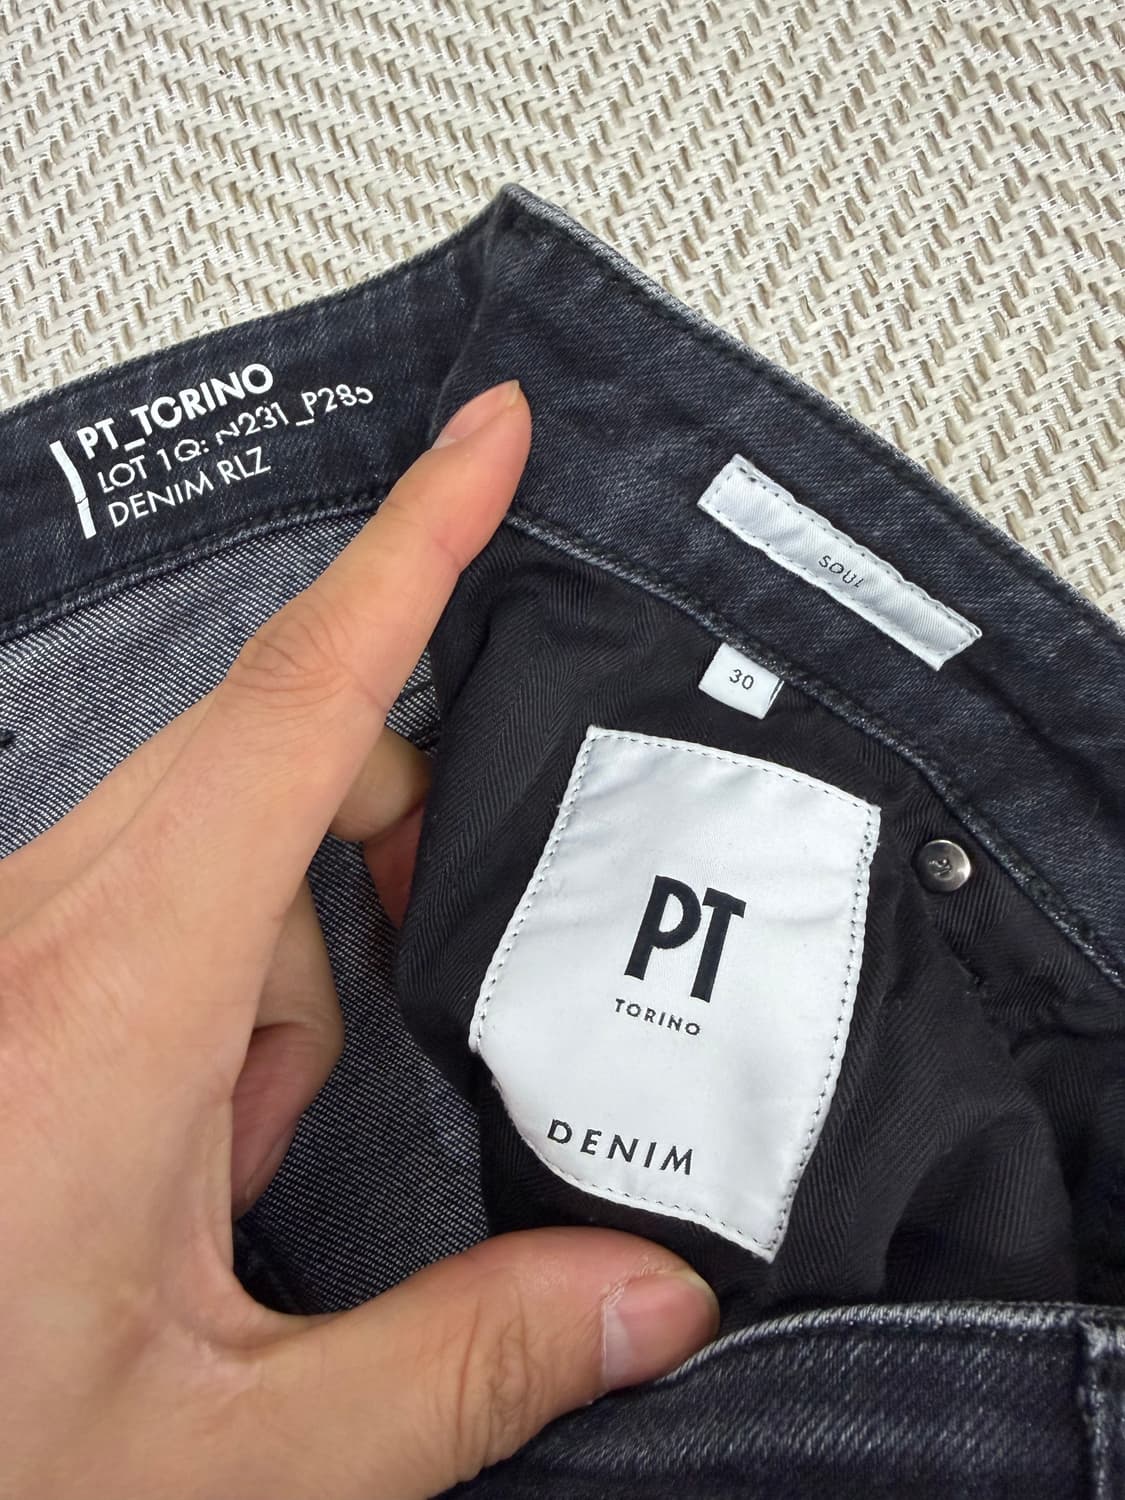 PT_TORINO
LOT 1Q: N231_P285
DENIM RLZ
SOUL
30
PT
TORINO
DENIM